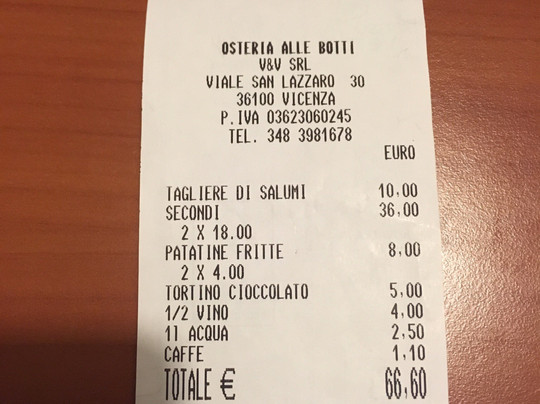 OSTERIA ALLE BOTTI
V&V SRL
VIALE SAN LAZZARO 30
36100 VICENZA
P.IVA 03623060245
TEL. 348 3981678
EURO
TAGLIERE DI SALUMI 10,00
SECONDI 36,00
2 X 18.00
PATATINE FRITTE 8,00
2 X 4.00
TORTINO CIOCCOLATO 5,00
1/2 VINO 4,00
1l ACQUA 2,50
CAFFE 1,10
TOTALE € 66,60